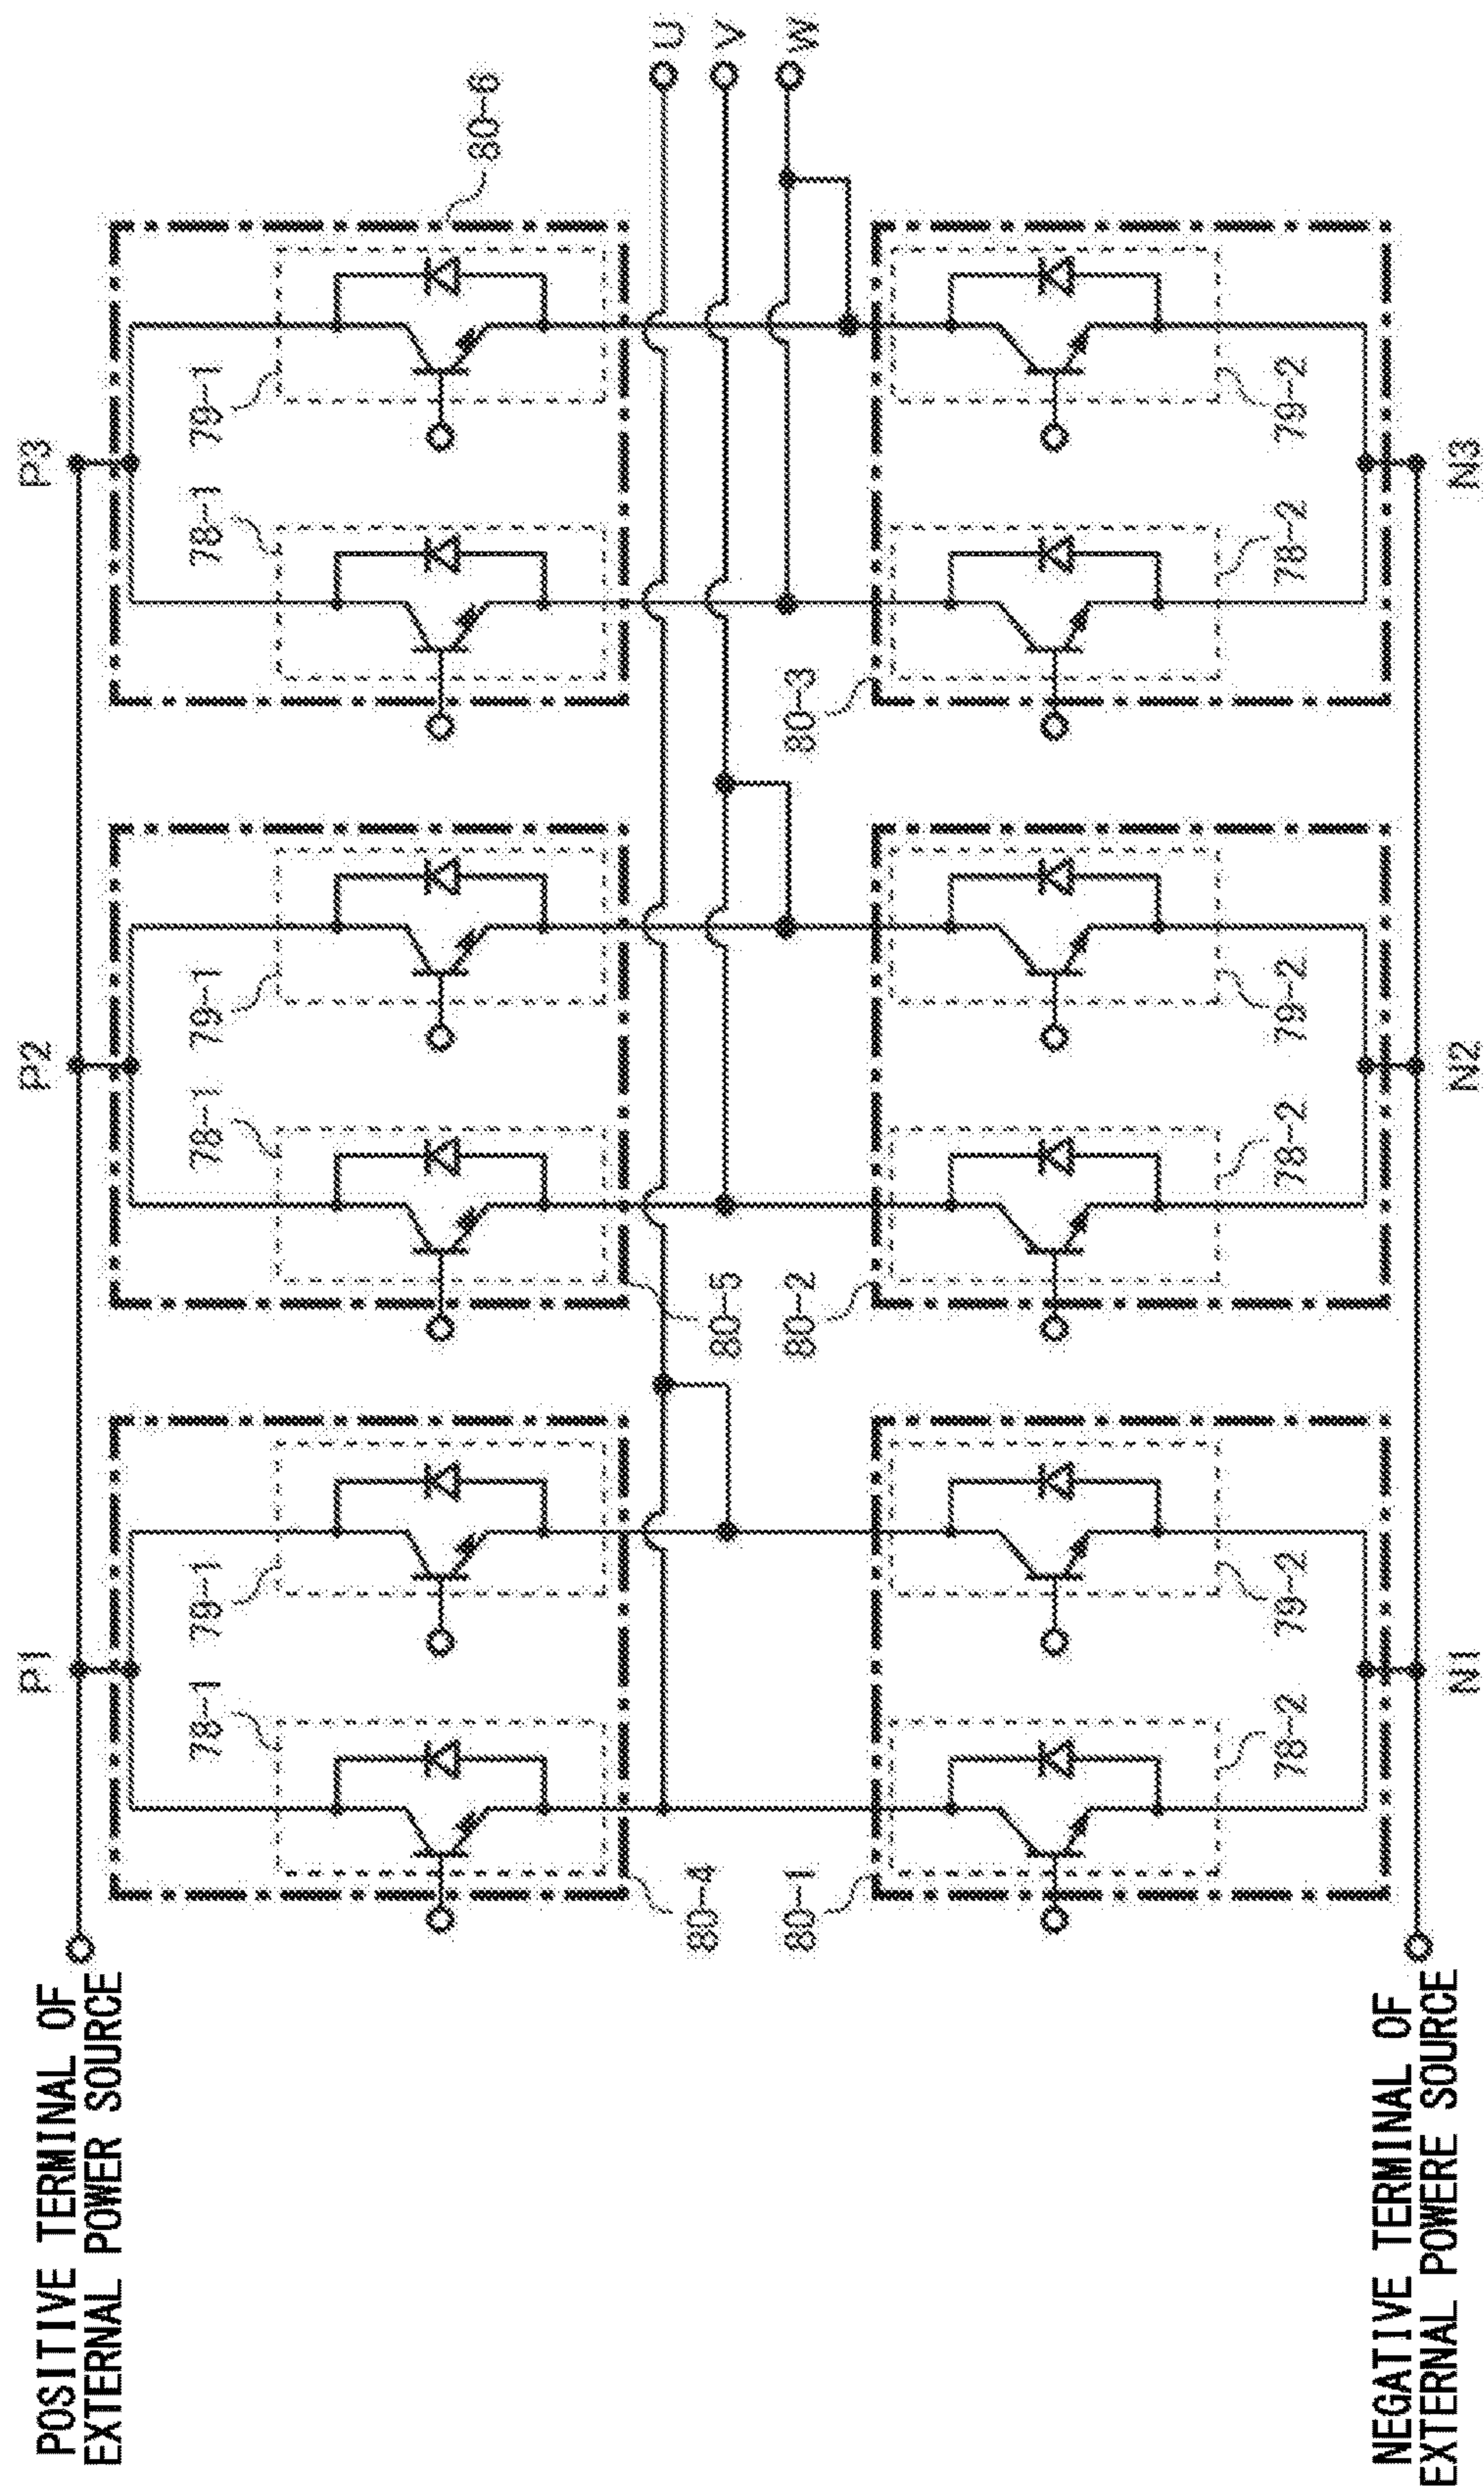 POSITIVE TERMINAL OF
EXTERNAL POWER SOURCE
P1
P2
P3
78-1
79-1
78-1
79-1
78-1
79-1
80-6
80-4
80-5
U
V
W
80-1
80-2
80-3
78-2
79-2
78-2
79-2
78-2
79-2
NEGATIVE TERMINAL OF
EXTERNAL POWERE SOURCE
N1
N2
N3